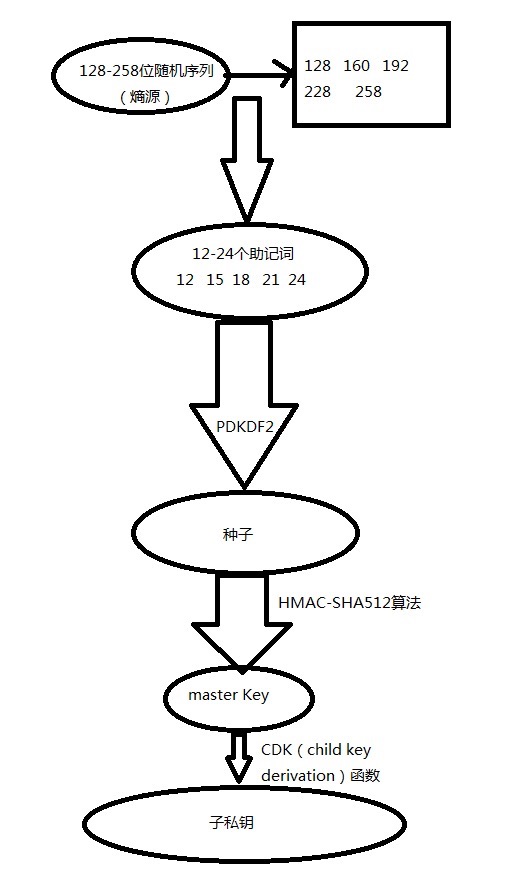 128-258位随机序列
（熵源）
128 160 192
228 258
12-24个助记词
12 15 18 21 24
PDKDF2
种子
HMAC-SHA512算法
master Key
CDK（child key
derivation）函数
子私钥